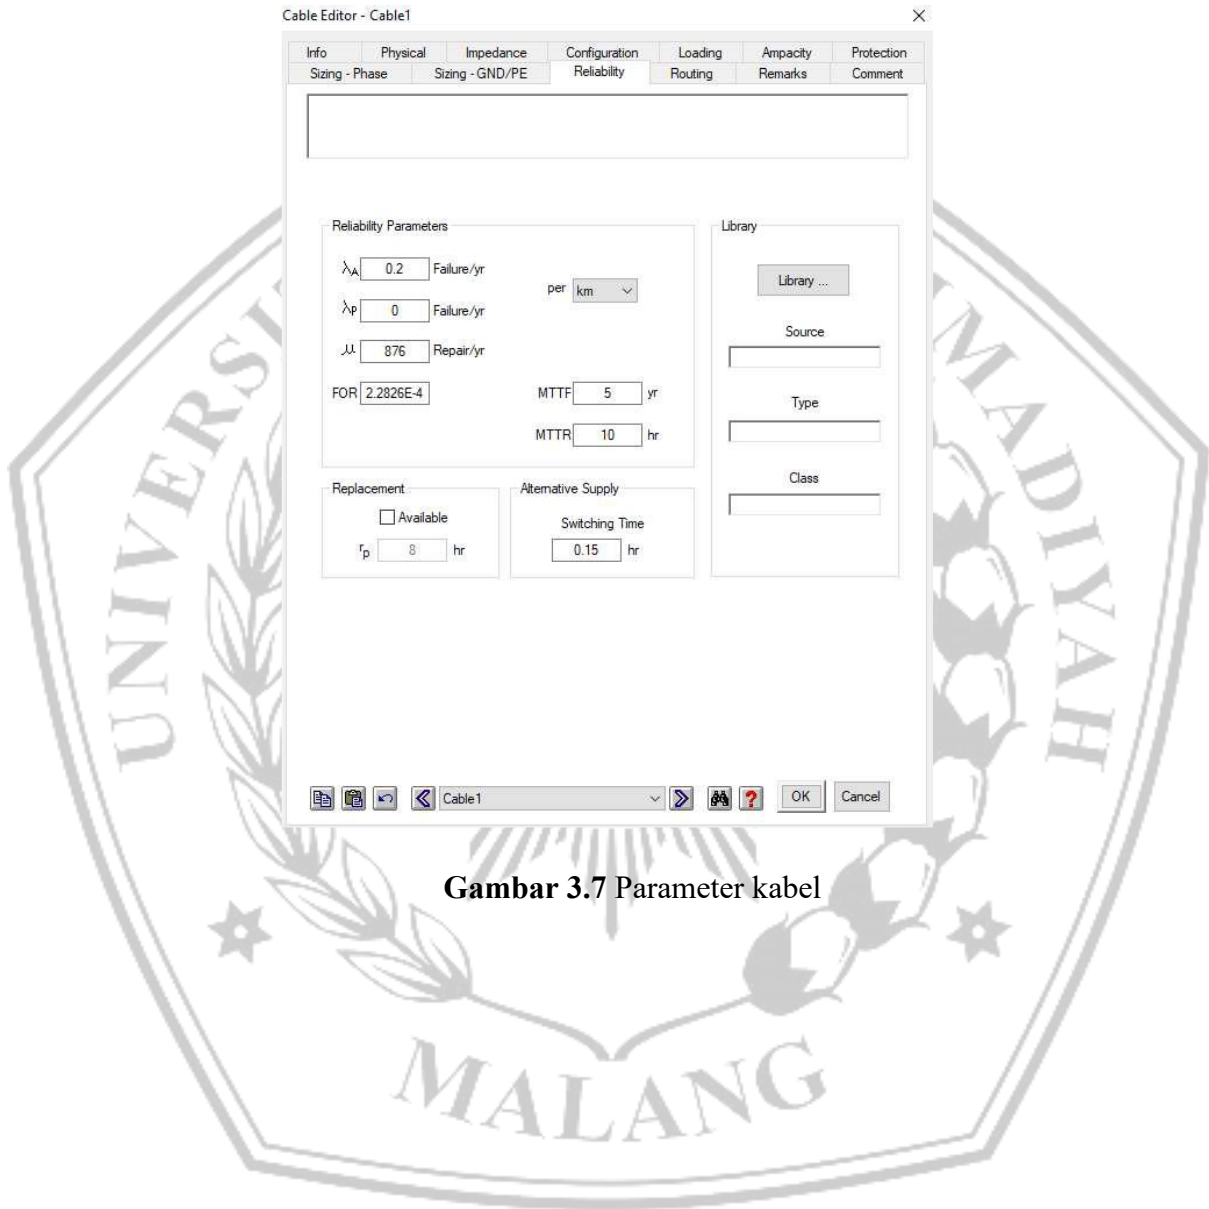 Cable Editor - Cable1
Info Physical Impedance Configuration Loading Ampacity Protection
Sizing - Phase Sizing - GND/PE Reliability Routing Remarks Comment
Reliability Parameters
λA 0.2 Failure/yr
per km
λP 0 Failure/yr
μ 876 Repair/yr
FOR 2.2826E-4
MTTF 5 yr
MTTR 10 hr
Library
Library ...
Source
Type
Class
Replacement
Available
rp 8 hr
Alternative Supply
Switching Time
0.15 hr
Cable1
? OK Cancel
Gambar 3.7 Parameter kabel
MALANG